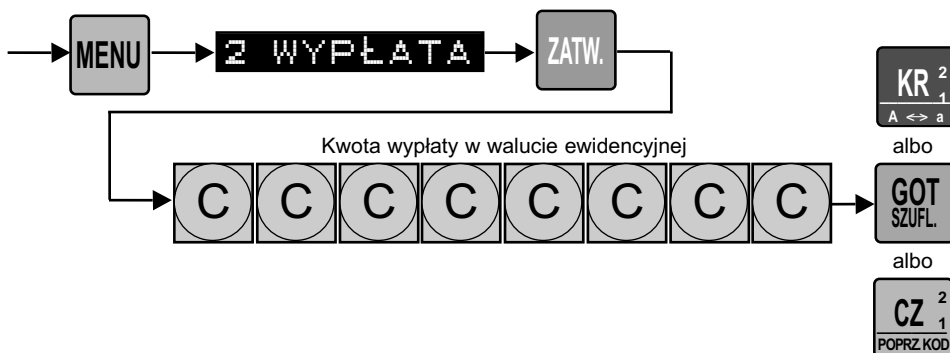 MENU
2 WYPŁATA
ZATW.
Kwota wypłaty w walucie ewidencyjnej
C C C C C C C C
KR 2
1
A <-> a
albo
GOT
SZUFL.
albo
CZ 2
1
POPRZ.KOD